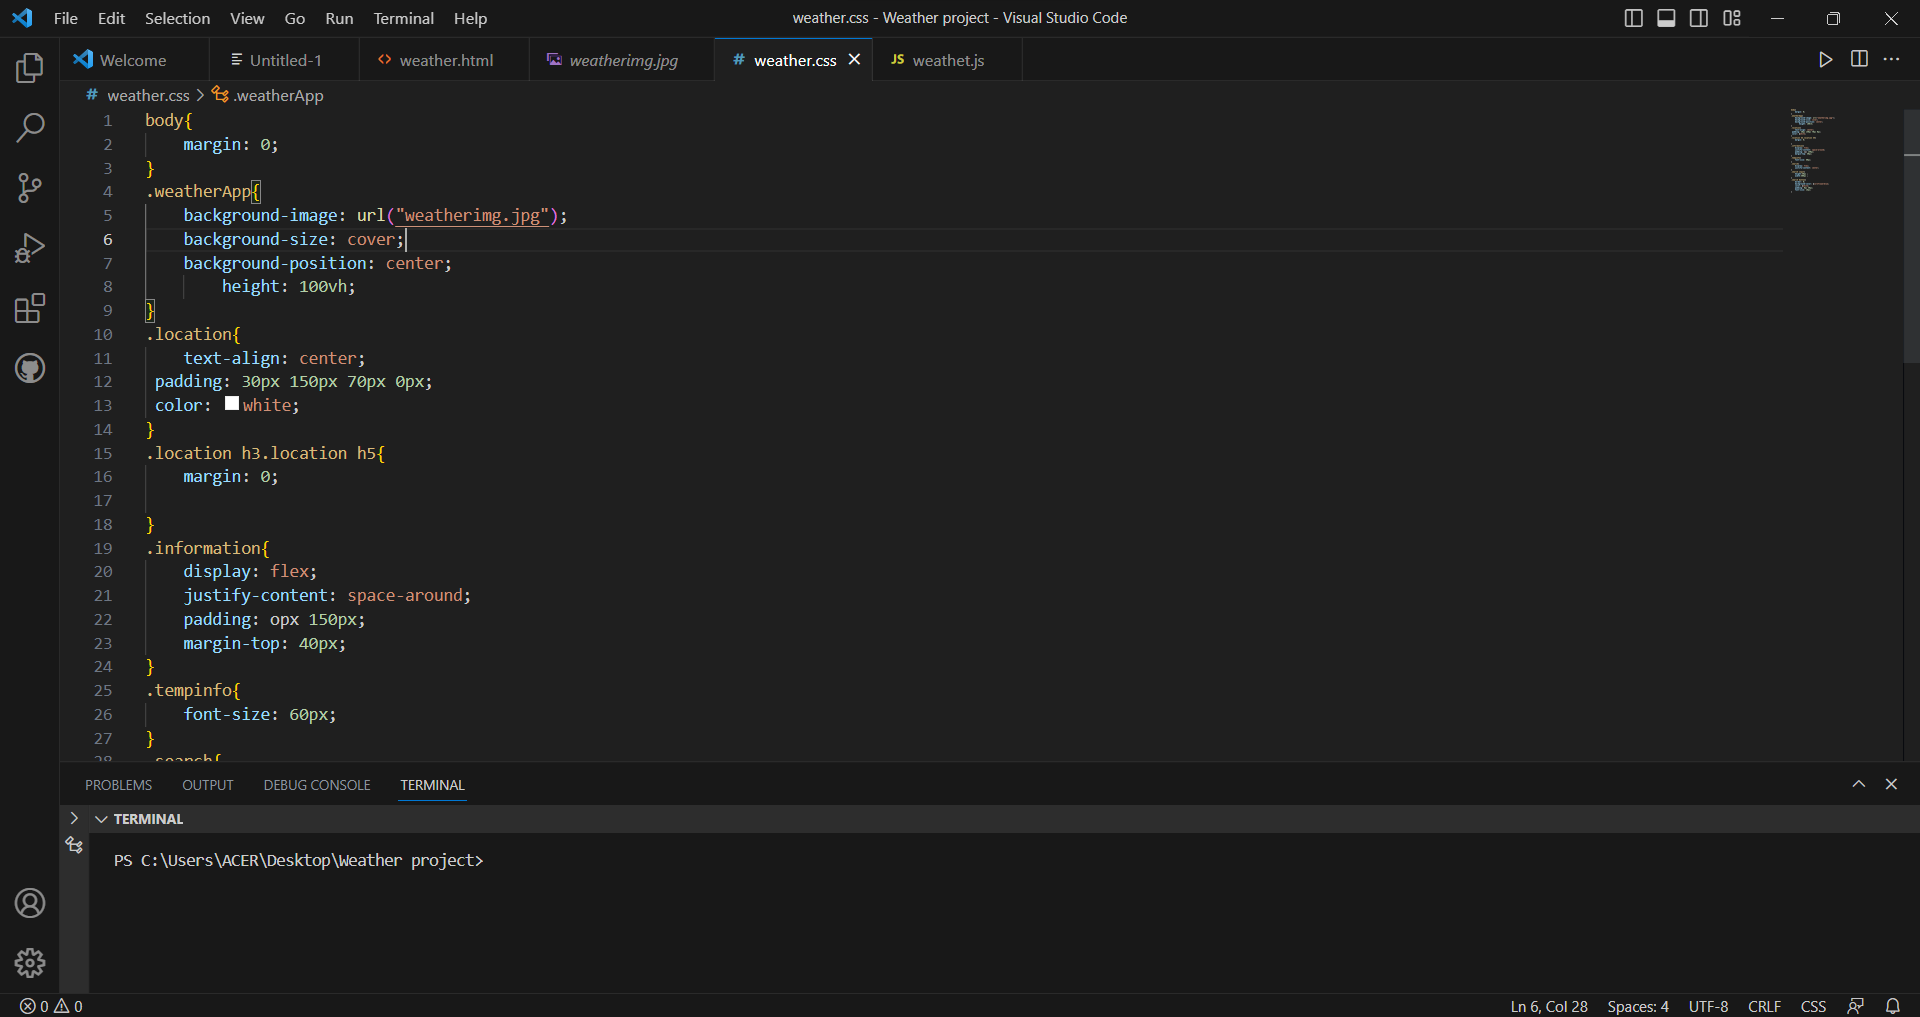 File Edit Selection View Go Run Terminal Help weather.css - Weather project - Visual Studio Code
Welcome Untitled-1 weather.html weatherimg.jpg # weather.css JS weathet.js
# weather.css > .weatherApp
1 body{
2 margin: 0;
3 }
4 .weatherApp{
5 background-image: url("weatherimg.jpg");
6 background-size: cover;
7 background-position: center;
8 height: 100vh;
9 }
10 .location{
11 text-align: center;
12 padding: 30px 150px 70px 0px;
13 color: white;
14 }
15 .location h3.location h5{
16 margin: 0;
17
18 }
19 .information{
20 display: flex;
21 justify-content: space-around;
22 padding: opx 150px;
23 margin-top: 40px;
24 }
25 .tempinfo{
26 font-size: 60px;
27 }
28 .search{
PROBLEMS OUTPUT DEBUG CONSOLE TERMINAL
TERMINAL
PS C:\Users\ACER\Desktop\Weather project>
0 0 Ln 6, Col 28 Spaces: 4 UTF-8 CRLF CSS